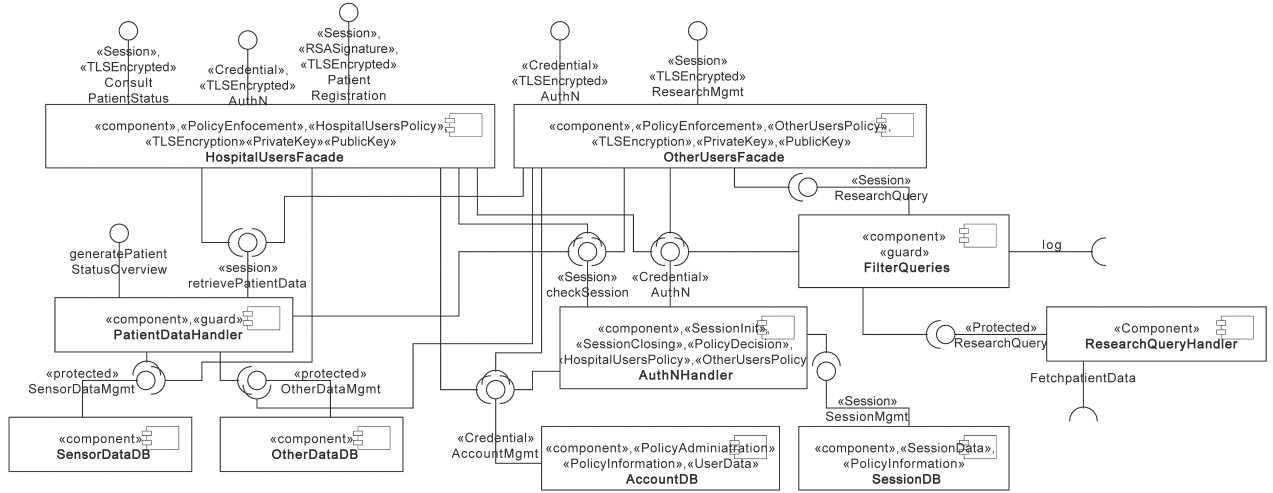 «Session»,
«TLSEncrypted»
Consult
PatientStatus
«Credential»,
«TLSEncrypted»
AuthN
«Session»,
«RSASignature»,
«TLSEncrypted»
Patient
Registration
«Credential»
«TLSEncrypted»
AuthN
«Session»
«TLSEncrypted»
ResearchMgmt
«component»,«PolicyEnfocement»,«HospitalUsersPolicy»,
«TLSEncryption»«PrivateKey»«PublicKey»
HospitalUsersFacade
«component»,«PolicyEnforcement»,«OtherUsersPolicy»,
«TLSEncryption»,«PrivateKey»,«PublicKey»
OtherUsersFacade
«Session»
ResearchQuery
generatePatient
StatusOverview
«session»
retrievePatientData
«Session»
checkSession
«Credential»
AuthN
«component»
«guard»
FilterQueries
log
«component»,«guard»
PatientDataHandler
«component»,«SessionInit»,
«SessionClosing»,«PolicyDecision»,
«HospitalUsersPolicy»,«OtherUsersPolicy
AuthNHandler
«Protected»
ResearchQuery
«Component»
ResearchQueryHandler
FetchpatientData
«protected»
SensorDataMgmt
«protected»
OtherDataMgmt
«Session»
SessionMgmt
«Credential»
AccountMgmt
«component»
SensorDataDB
«component»
OtherDataDB
«component»,«PolicyAdminiatration»
«PolicyInformation»,«UserData»
AccountDB
«component»,«SessionData»,
«PolicyInformation»
SessionDB